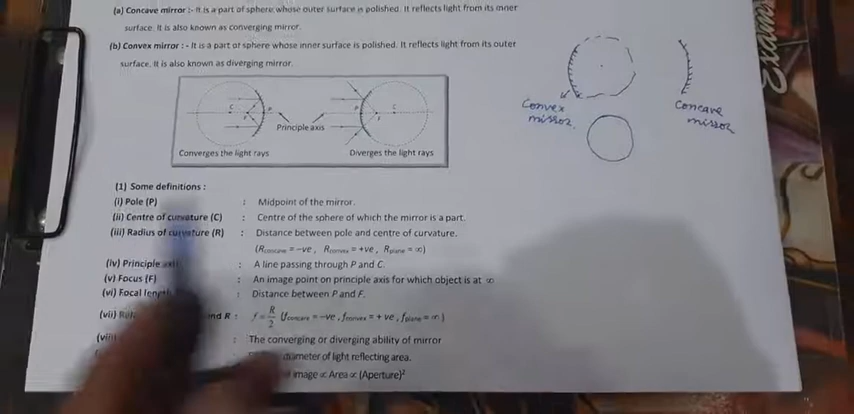 (a) Concave mirror :- It is a part of sphere whose outer surface is polished. It reflects light from its inner
surface. It is also known as converging mirror.
(b) Convex mirror : - It is a part of sphere whose inner surface is polished. It reflects light from its outer
surface. It is also known as diverging mirror.
C F P
P F C
Principle axis
Converges the light rays
Diverges the light rays
Convex
mirror.
Concave
mirror
Exam
(1) Some definitions :
(i) Pole (P) : Midpoint of the mirror.
(ii) Centre of curvature (C) : Centre of the sphere of which the mirror is a part.
(iii) Radius of curvature (R) : Distance between pole and centre of curvature.
(Rconcave = –ve, Rconvex = +ve, Rplane = ∞)
(iv) Principle axis : A line passing through P and C.
(v) Focus (F) : An image point on principle axis for which object is at ∞
(vi) Focal length : Distance between P and F.
(vii) and R : f = R/2 (fconcave = –ve, fconvex = + ve, fplane = ∞)
(viii) : The converging or diverging ability of mirror
diameter of light reflecting area.
image ∝ Area ∝ (Aperture)²